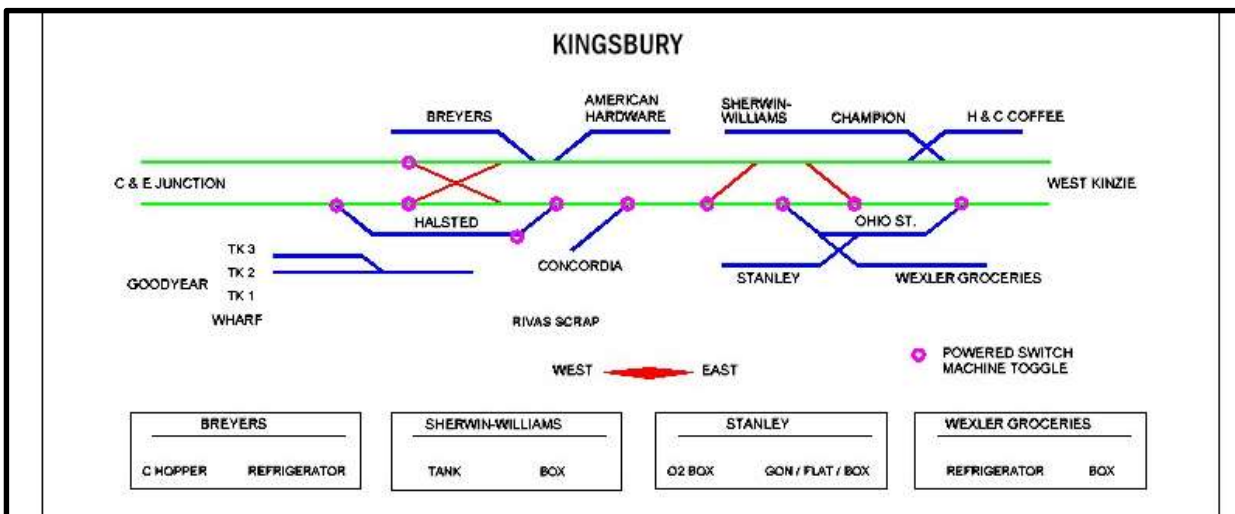 KINGSBURY
BREYERS
AMERICAN
HARDWARE
SHERWIN-
WILLIAMS
CHAMPION
H & C COFFEE
C & E JUNCTION
WEST KINZIE
HALSTED
OHIO ST.
CONCORDIA
STANLEY
WEXLER GROCERIES
TK 3
GOODYEAR
TK 2
TK 1
WHARF
RIVAS SCRAP
POWERED SWITCH
MACHINE TOGGLE
WEST
EAST
BREYERS
C HOPPER REFRIGERATOR
SHERWIN-WILLIAMS
TANK BOX
STANLEY
O2 BOX GON / FLAT / BOX
WEXLER GROCERIES
REFRIGERATOR BOX